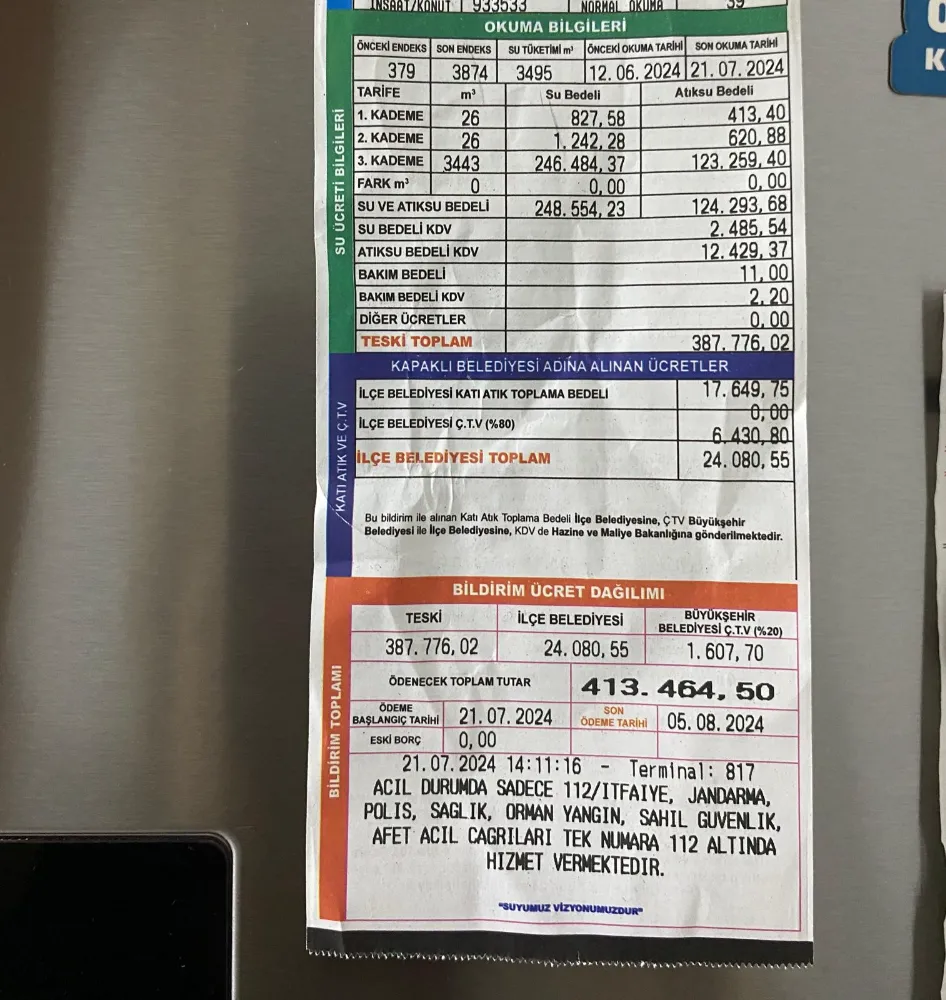 İNŞAAT/KONUT 933533 NORMAL OKUMA 39
OKUMA BİLGİLERİ
ÖNCEKİ ENDEKS SON ENDEKS SU TÜKETİMİ m³ ÖNCEKİ OKUMA TARİHİ SON OKUMA TARİHİ
379 3874 3495 12.06.2024 21.07.2024
TARİFE m³ Su Bedeli Atıksu Bedeli
1. KADEME 26 827,58 413,40
2. KADEME 26 1.242,28 620,88
3. KADEME 3443 246.484,37 123.259,40
FARK m³ 0 0,00 0,00
SU VE ATIKSU BEDELİ 248.554,23 124.293,68
SU BEDELİ KDV 2.485,54
ATIKSU BEDELİ KDV 12.429,37
BAKIM BEDELİ 11,00
BAKIM BEDELİ KDV 2,20
DİĞER ÜCRETLER 0,00
TESKİ TOPLAM 387.776,02
SU ÜCRETİ BİLGİLERİ
KAPAKLI BELEDİYESİ ADINA ALINAN ÜCRETLER
İLÇE BELEDİYESİ KATI ATIK TOPLAMA BEDELİ 17.649,75
0,00
İLÇE BELEDİYESİ Ç.T.V (%80) 6.430,80
İLÇE BELEDİYESİ TOPLAM 24.080,55
KATI ATIK VE Ç.T.V
Bu bildirim ile alınan Katı Atık Toplama Bedeli İlçe Belediyesine, ÇTV Büyükşehir
Belediyesi ile İlçe Belediyesine, KDV de Hazine ve Maliye Bakanlığına gönderilmektedir.
BİLDİRİM ÜCRET DAĞILIMI
TESKİ İLÇE BELEDİYESİ BÜYÜKŞEHİR
BELEDİYESİ Ç.T.V (%20)
387.776,02 24.080,55 1.607,70
ÖDENECEK TOPLAM TUTAR 413.464,50
ÖDEME
BAŞLANGIÇ TARİHİ 21.07.2024 SON
ÖDEME TARİHİ 05.08.2024
ESKİ BORÇ 0,00
BİLDİRİM TOPLAMI
21.07.2024 14:11:16 - Terminal: 817
ACIL DURUMDA SADECE 112/ITFAIYE, JANDARMA,
POLIS, SAGLIK, ORMAN YANGIN, SAHIL GUVENLIK,
AFET ACIL CAGRILARI TEK NUMARA 112 ALTINDA
HIZMET VERMEKTEDIR.
"SUYUMUZ VİZYONUMUZDUR"